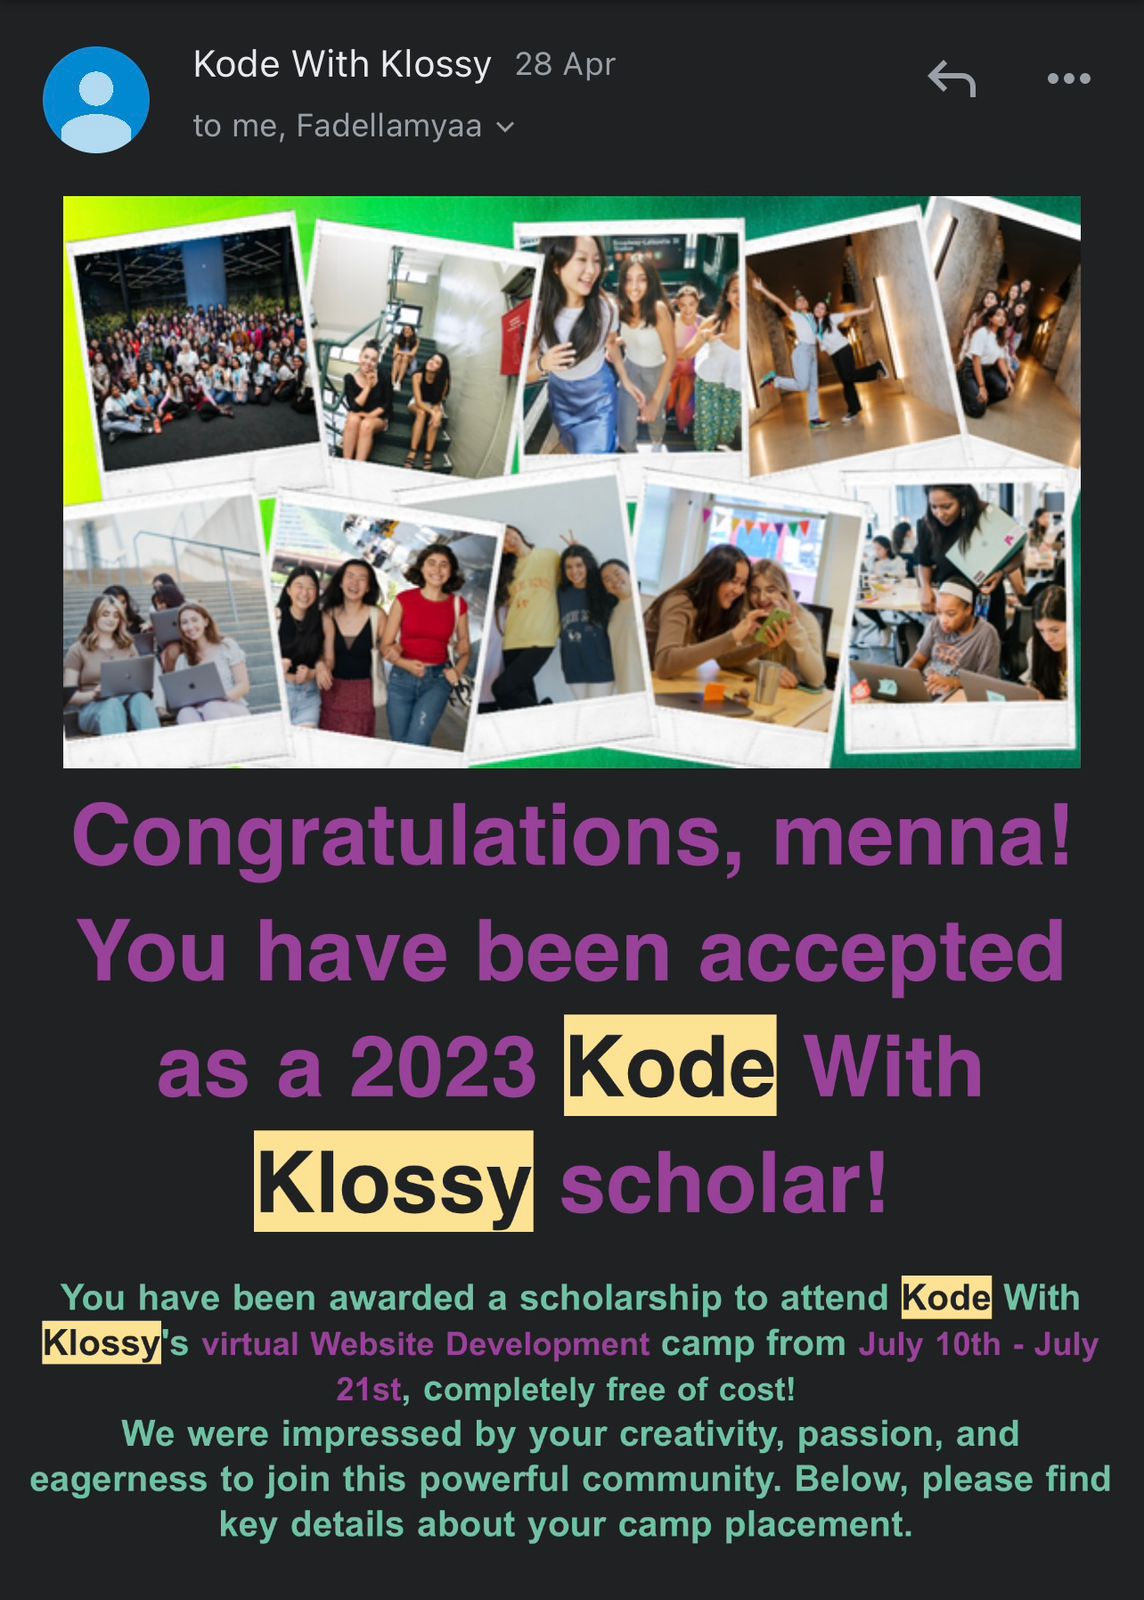 Kode With Klossy 28 Apr
to me, Fadellamyaa
Congratulations, menna!
You have been accepted
as a 2023 Kode With
Klossy scholar!
You have been awarded a scholarship to attend Kode With
Klossy's virtual Website Development camp from July 10th - July
21st, completely free of cost!
We were impressed by your creativity, passion, and
eagerness to join this powerful community. Below, please find
key details about your camp placement.